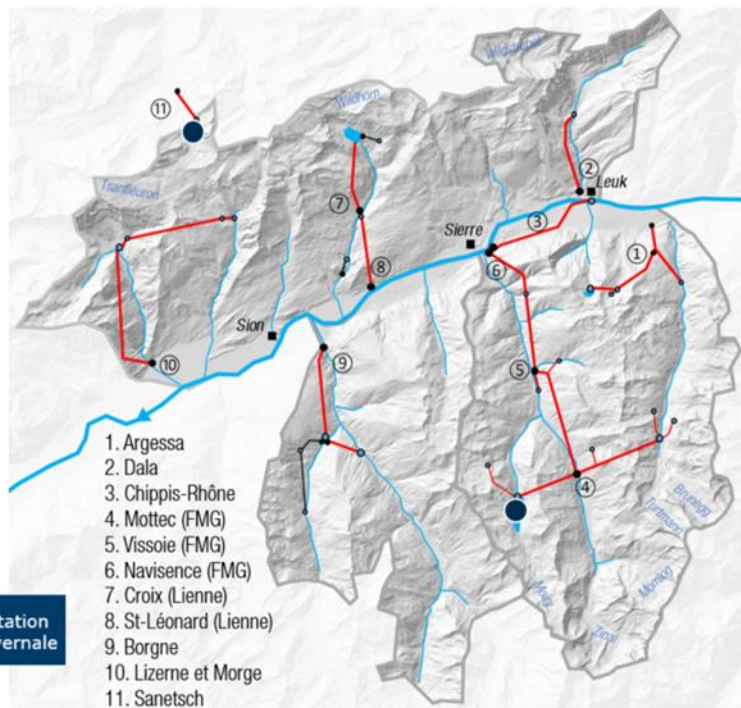 Wildstrubel
Wildhorn
11
2
Leuk
Tsanfleuron
7
3
Sierre
1
6
8
Sion
10
9
5
4
Brunegg
Turtmann
Moming
Moiry
Zinal
1. Argessa
2. Dala
3. Chippis-Rhône
4. Mottec (FMG)
5. Vissoie (FMG)
6. Navisence (FMG)
7. Croix (Lienne)
8. St-Léonard (Lienne)
9. Borgne
10. Lizerne et Morge
11. Sanetsch
tation
vernale